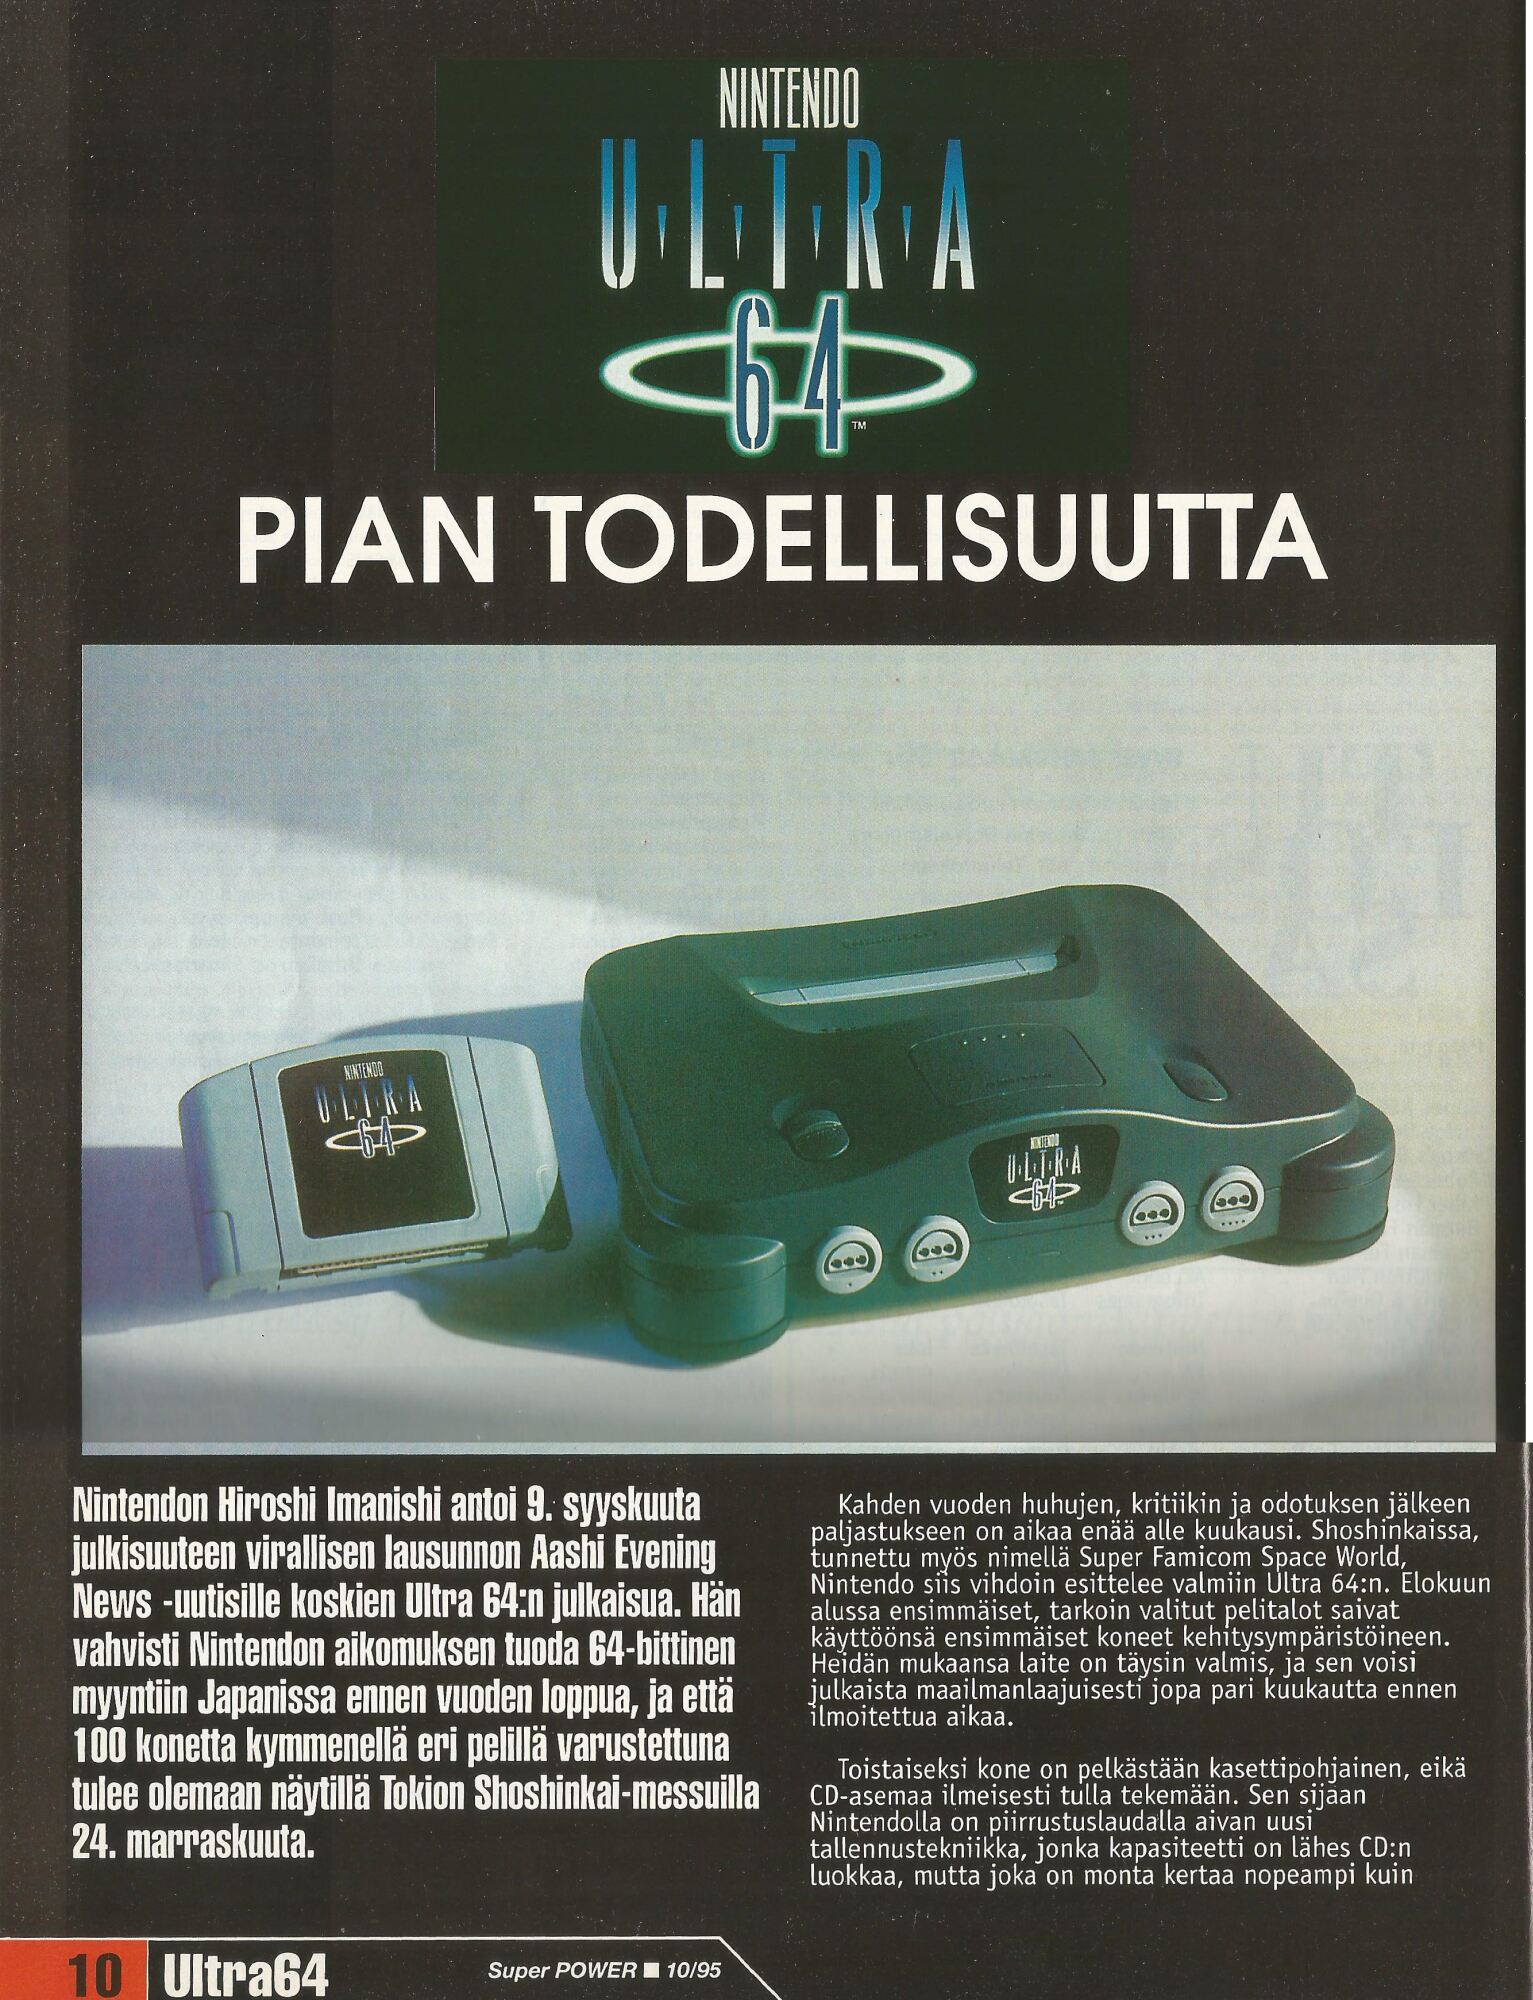 NINTENDO
U·L·T·R·A
64™
PIAN TODELLISUUTTA
NINTENDO
U·L·T·R·A
64
NINTENDO
U·L·T·R·A
64™
Nintendon Hiroshi Imanishi antoi 9. syyskuuta
julkisuuteen virallisen lausunnon Aashi Evening
News -uutisille koskien Ultra 64:n julkaisua. Hän
vahvisti Nintendon aikomuksen tuoda 64-bittinen
myyntiin Japanissa ennen vuoden loppua, ja että
100 konetta kymmenellä eri pelillä varustettuna
tulee olemaan näytillä Tokion Shoshinkai-messuilla
24. marraskuuta.
Kahden vuoden huhujen, kritiikin ja odotuksen jälkeen
paljastukseen on aikaa enää alle kuukausi. Shoshinkaissa,
tunnettu myös nimellä Super Famicom Space World,
Nintendo siis vihdoin esittelee valmiin Ultra 64:n. Elokuun
alussa ensimmäiset, tarkoin valitut pelitalot saivat
käyttöönsä ensimmäiset koneet kehitysympäristöineen.
Heidän mukaansa laite on täysin valmis, ja sen voisi
julkaista maailmanlaajuisesti jopa pari kuukautta ennen
ilmoitettua aikaa.
Toistaiseksi kone on pelkästään kasettipohjainen, eikä
CD-asemaa ilmeisesti tulla tekemään. Sen sijaan
Nintendolla on piirrustuslaudalla aivan uusi
tallennustekniikka, jonka kapasiteetti on lähes CD:n
luokkaa, mutta joka on monta kertaa nopeampi kuin
10 Ultra64
Super POWER ■ 10/95